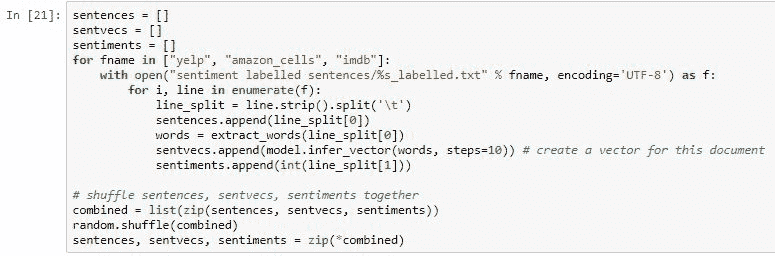 In [21]: sentences = []
sentvecs = []
sentiments = []
for fname in ["yelp", "amazon_cells", "imdb"]:
    with open("sentiment labelled sentences/%s_labelled.txt" % fname, encoding='UTF-8') as f:
        for i, line in enumerate(f):
            line_split = line.strip().split('\t')
            sentences.append(line_split[0])
            words = extract_words(line_split[0])
            sentvecs.append(model.infer_vector(words, steps=10)) # create a vector for this document
            sentiments.append(int(line_split[1]))

# shuffle sentences, sentvecs, sentiments together
combined = list(zip(sentences, sentvecs, sentiments))
random.shuffle(combined)
sentences, sentvecs, sentiments = zip(*combined)